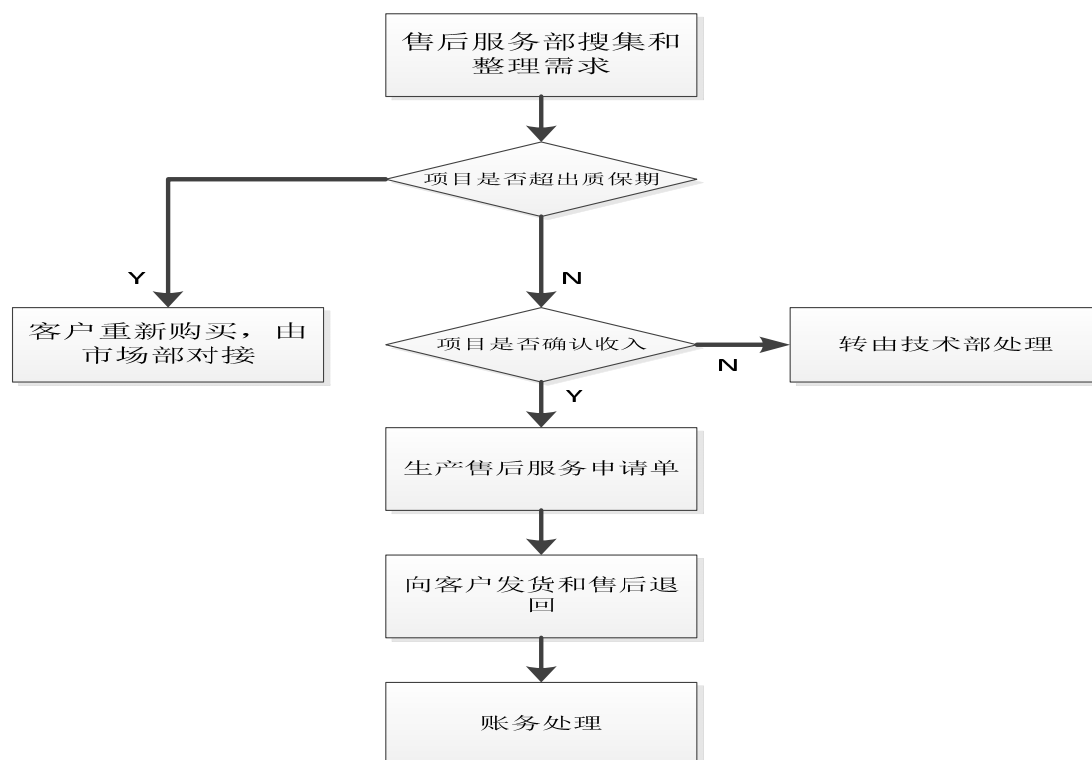 售后服务部搜集和
整理需求
项目是否超出质保期
Y
N
客户重新购买，由
市场部对接
项目是否确认收入
N
转由技术部处理
Y
生产售后服务申请单
向客户发货和售后退
回
账务处理